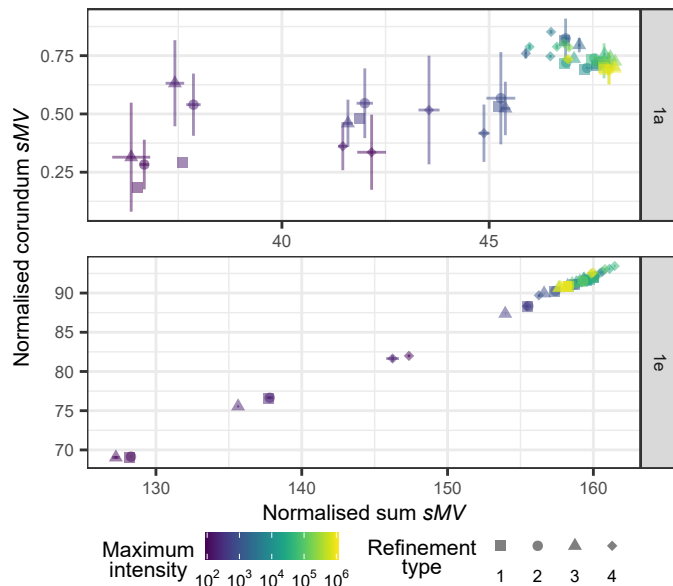 Normalised corundum sMV
0.75
0.50
0.25
1a
40
45
90
85
80
75
70
1e
130
140
150
160
Normalised sum sMV
Maximum
intensity
10² 10³ 10⁴ 10⁵ 10⁶
Refinement
type
1 2 3 4